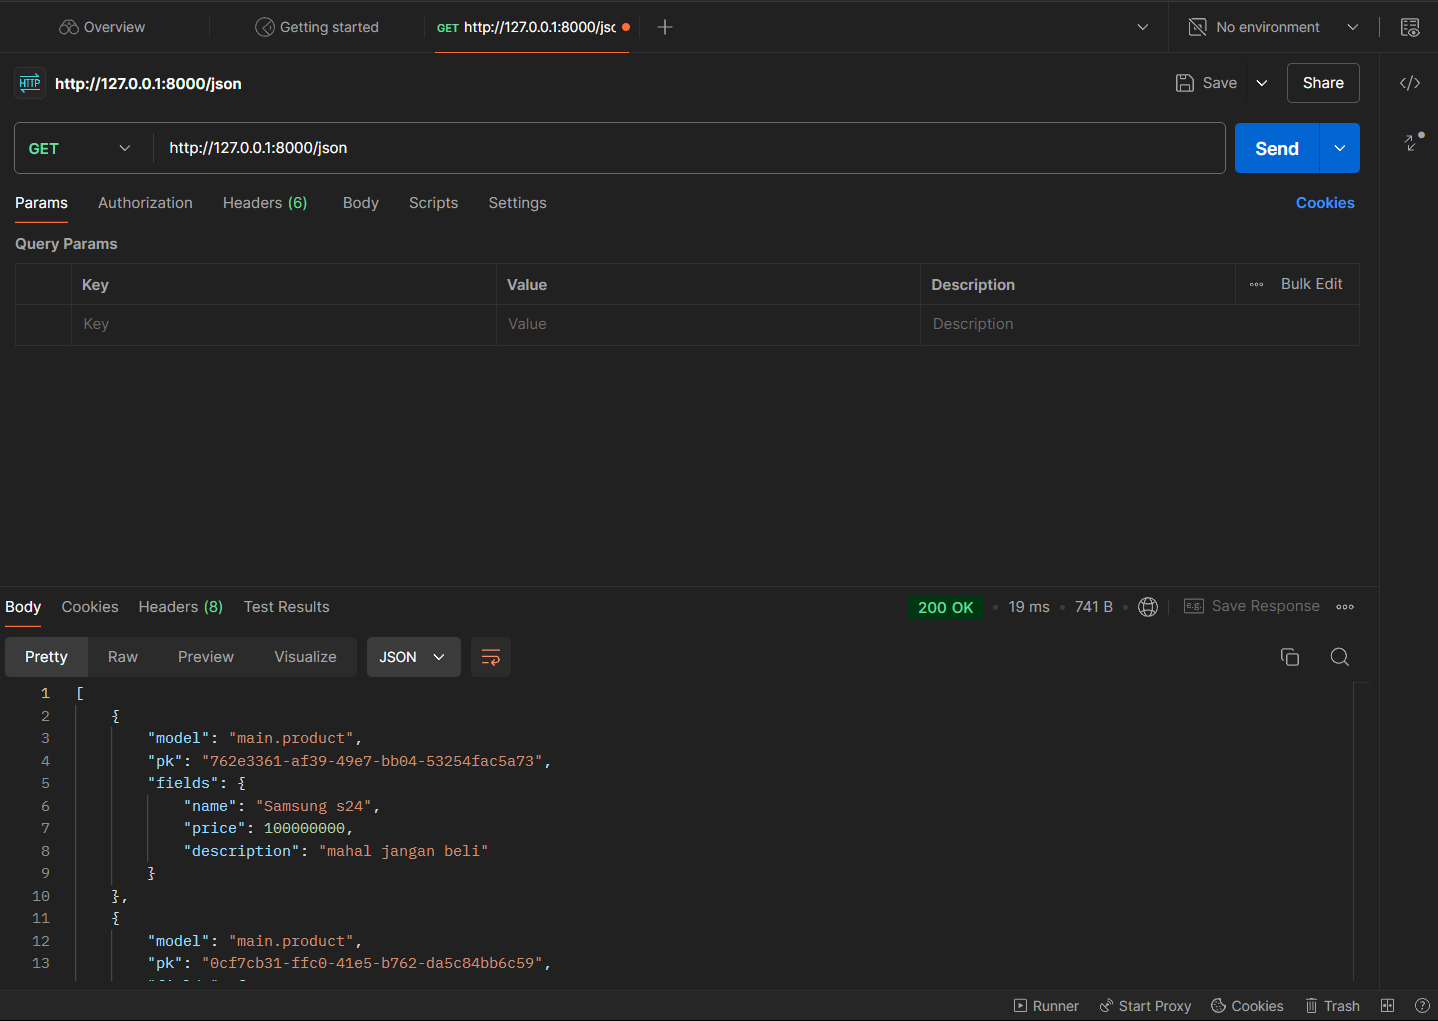 Overview
Getting started
GET http://127.0.0.1:8000/jsc
No environment
HTTP http://127.0.0.1:8000/json
Save
Share
GET http://127.0.0.1:8000/json
Send
Params Authorization Headers (6) Body Scripts Settings Cookies
Query Params
Key Value Description Bulk Edit
Key Value Description
Body Cookies Headers (8) Test Results 200 OK 19 ms 741 B e.g. Save Response
Pretty Raw Preview Visualize JSON
1 [
2 {
3 "model": "main.product",
4 "pk": "762e3361-af39-49e7-bb04-53254fac5a73",
5 "fields": {
6 "name": "Samsung s24",
7 "price": 100000000,
8 "description": "mahal jangan beli"
9 }
10 },
11 {
12 "model": "main.product",
13 "pk": "0cf7cb31-ffc0-41e5-b762-da5c84bb6c59",
Runner Start Proxy Cookies Trash